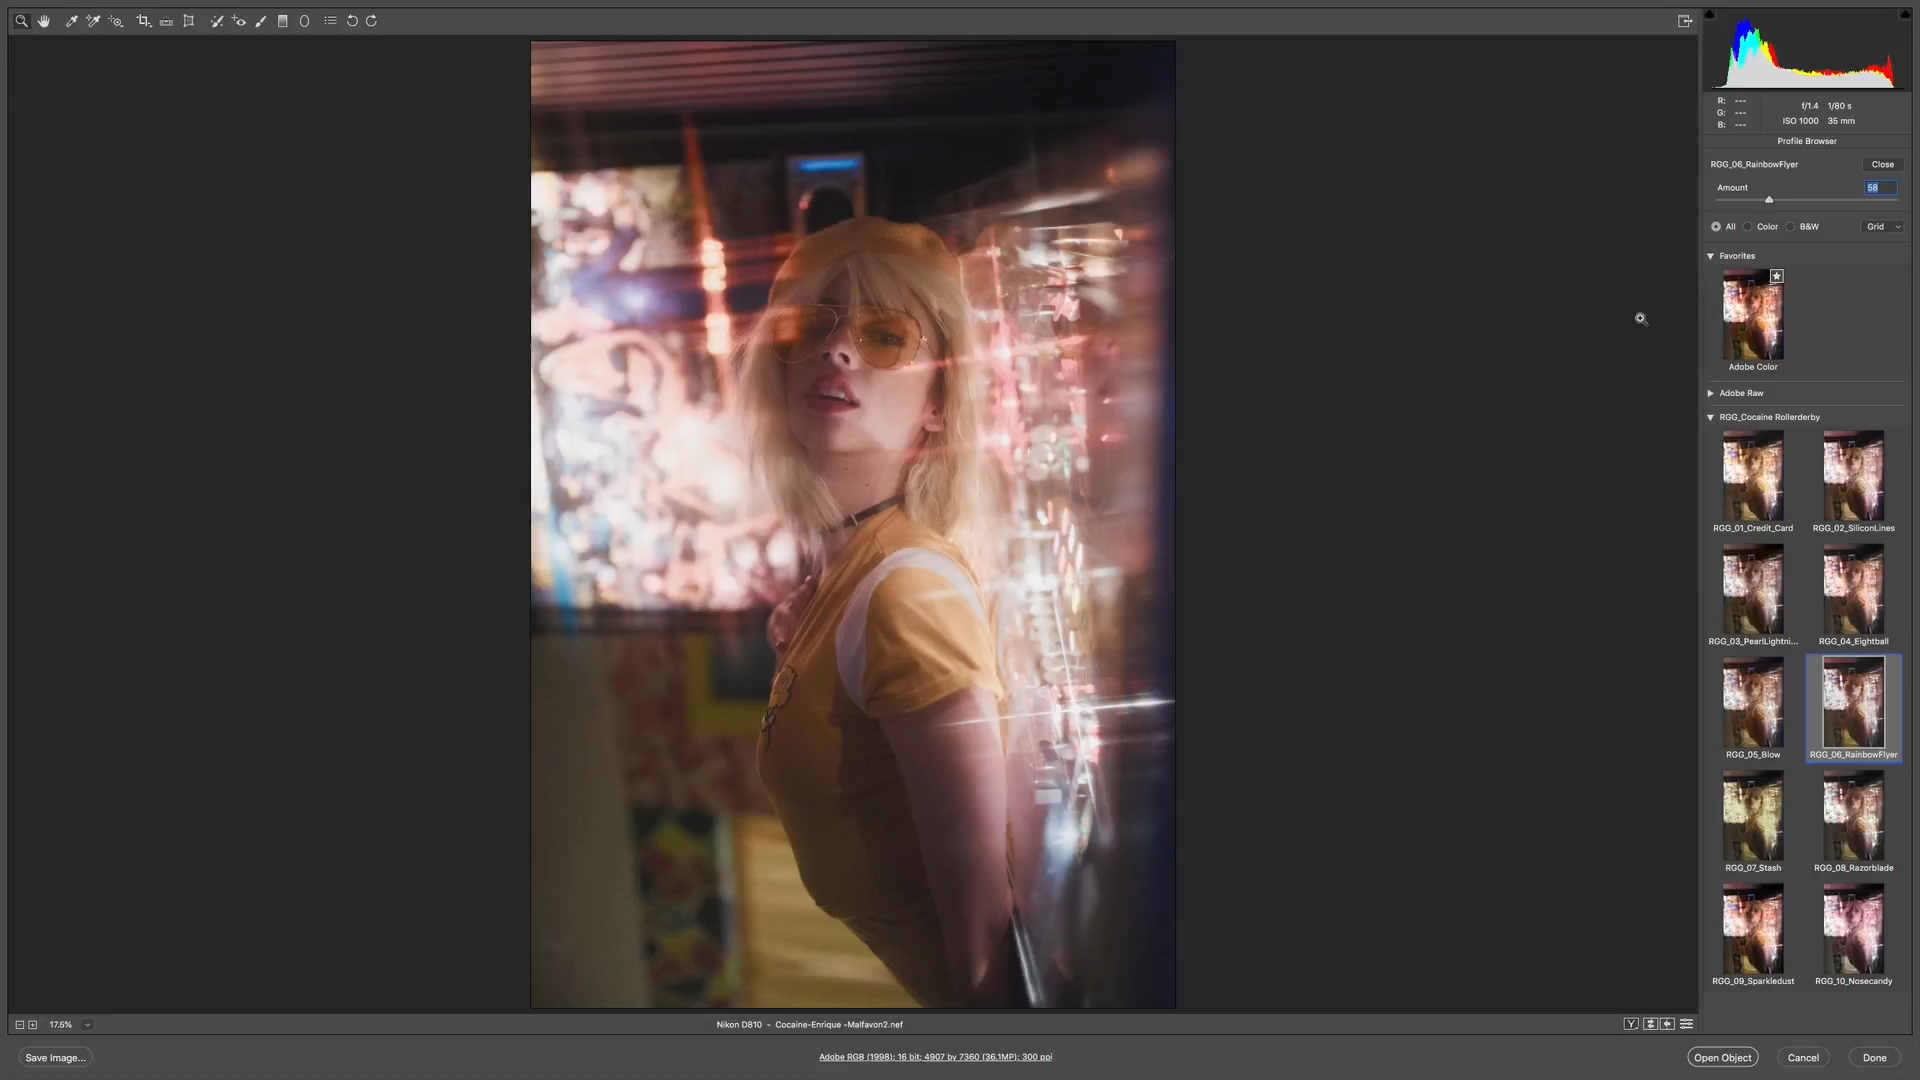 R: ---
G: ---
B: ---
f/1.4 1/80 s
ISO 1000 35 mm
Profile Browser
RGG_06_RainbowFlyer Close
Amount 58
All Color B&W Grid
Favorites
Adobe Color
Adobe Raw
RGG_Cocaine Rollerderby
RGG_01_Credit_Card RGG_02_SiliconLines
RGG_03_PearlLightni... RGG_04_Eightball
RGG_05_Blow RGG_06_RainbowFlyer
RGG_07_Stash RGG_08_Razorblade
RGG_09_Sparkledust RGG_10_Nosecandy
17.5% Nikon D810 - Cocaine-Enrique -Malfavon2.nef Y
Save Image... Adobe RGB (1998); 16 bit; 4907 by 7360 (36.1MP); 300 ppi Open Object Cancel Done